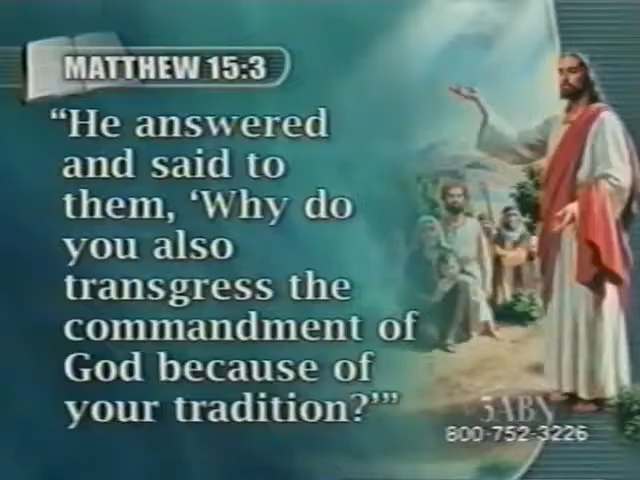 MATTHEW 15:3
“He answered
and said to
them, ‘Why do
you also
transgress the
commandment of
God because of
your tradition?’”
3ABN
800-752-3226